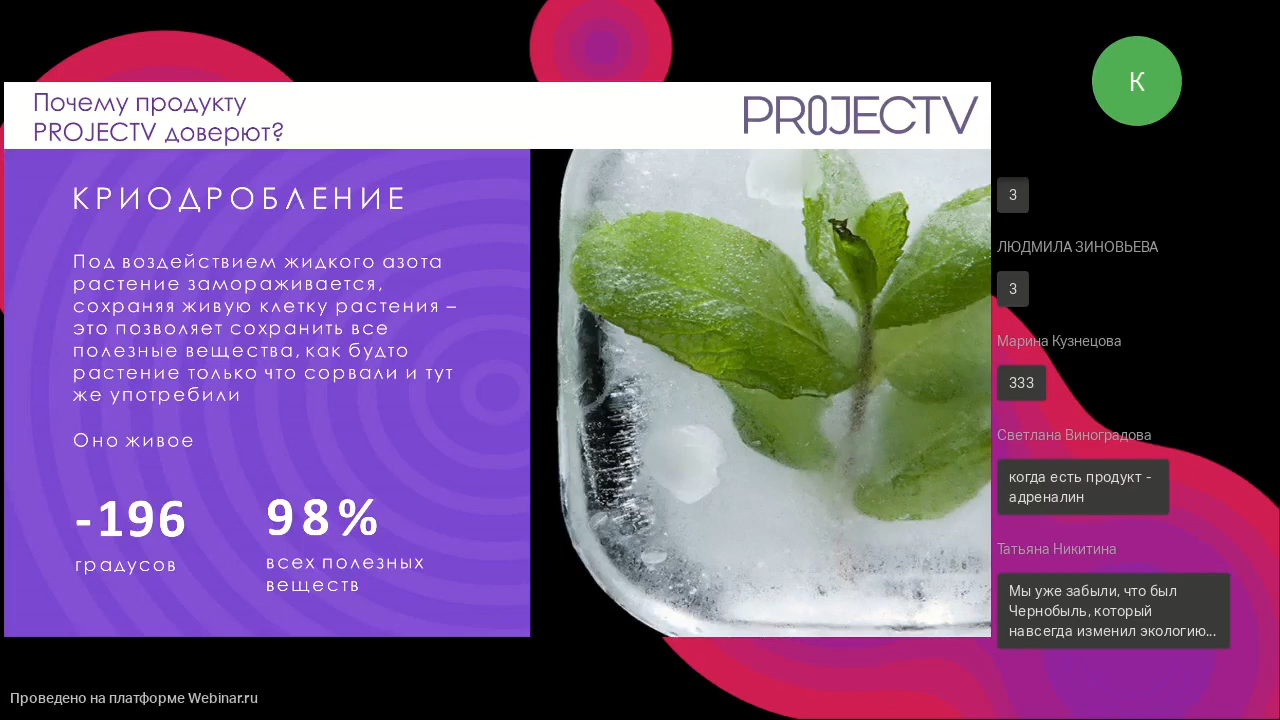 Почему продукту
PROJECTV доверют?
PROJECTV
КРИОДРОБЛЕНИЕ
Под воздействием жидкого азота
растение замораживается,
сохраняя живую клетку растения –
это позволяет сохранить все
полезные вещества, как будто
растение только что сорвали и тут
же употребили
Оно живое
-196
градусов
98%
всех полезных
веществ
К
3
ЛЮДМИЛА ЗИНОВЬЕВА
3
Марина Кузнецова
333
Светлана Виноградова
когда есть продукт -
адреналин
Татьяна Никитина
Мы уже забыли, что был
Чернобыль, который
навсегда изменил экологию...
Проведено на платформе Webinar.ru